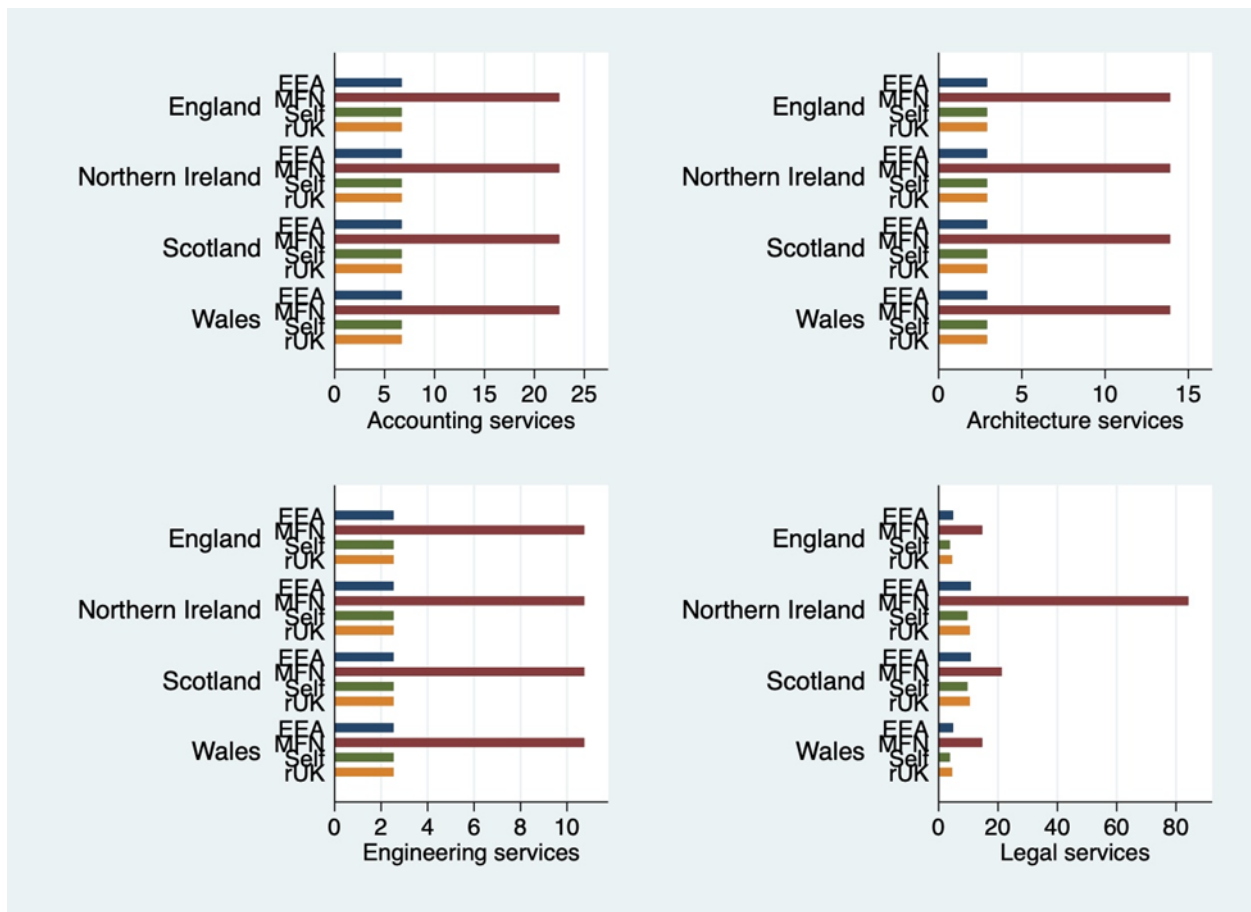 England
EEA
MFN
Self
rUK
Northern Ireland
EEA
MFN
Self
rUK
Scotland
EEA
MFN
Self
rUK
Wales
EEA
MFN
Self
rUK
0 5 10 15 20 25
Accounting services
England
EEA
MFN
Self
rUK
Northern Ireland
EEA
MFN
Self
rUK
Scotland
EEA
MFN
Self
rUK
Wales
EEA
MFN
Self
rUK
0 5 10 15
Architecture services
England
EEA
MFN
Self
rUK
Northern Ireland
EEA
MFN
Self
rUK
Scotland
EEA
MFN
Self
rUK
Wales
EEA
MFN
Self
rUK
0 2 4 6 8 10
Engineering services
England
EEA
MFN
Self
rUK
Northern Ireland
EEA
MFN
Self
rUK
Scotland
EEA
MFN
Self
rUK
Wales
EEA
MFN
Self
rUK
0 20 40 60 80
Legal services